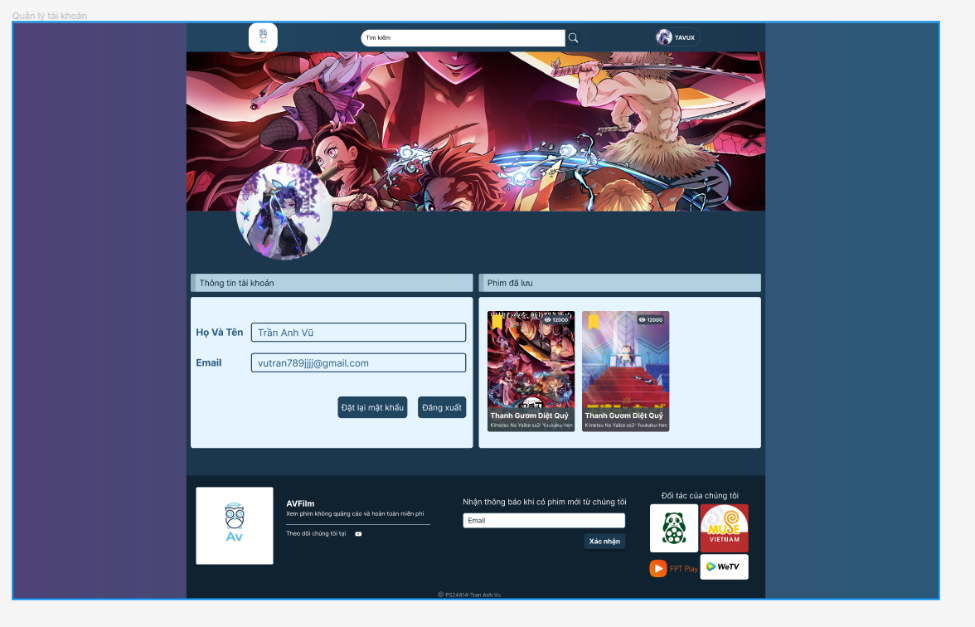 Quản lý tài khoản
Av
Tìm kiếm
TAVUX
Thông tin tài khoản
Phim đã lưu
Họ Và Tên
Trần Anh Vũ
Email
vutran789jjjj@gmail.com
Đặt lại mật khẩu
Đăng xuất
12000
Thanh Gươm Diệt Quỷ
Kimetsu No Yaiba ss2: Yuukaku-hen
12000
Thanh Gươm Diệt Quỷ
Kimetsu No Yaiba ss2: Yuukaku-hen
Av
AVFilm
Xem phim không quảng cáo và hoàn toàn miễn phí
Theo dõi chúng tôi tại
Nhận thông báo khi có phim mới từ chúng tôi
Email
Xác nhận
Đối tác của chúng tôi
MUSE
VIETNAM
FPT Play
WeTV
© PS24414-Tran Anh Vu